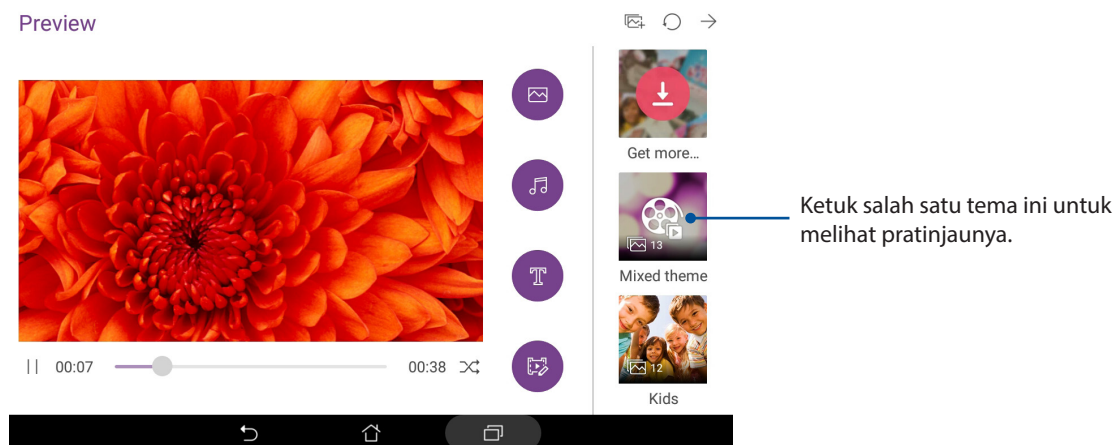 Preview
Get more...
13
Mixed theme
12
Kids
00:07
00:38
T
Ketuk salah satu tema ini untuk
melihat pratinjaunya.